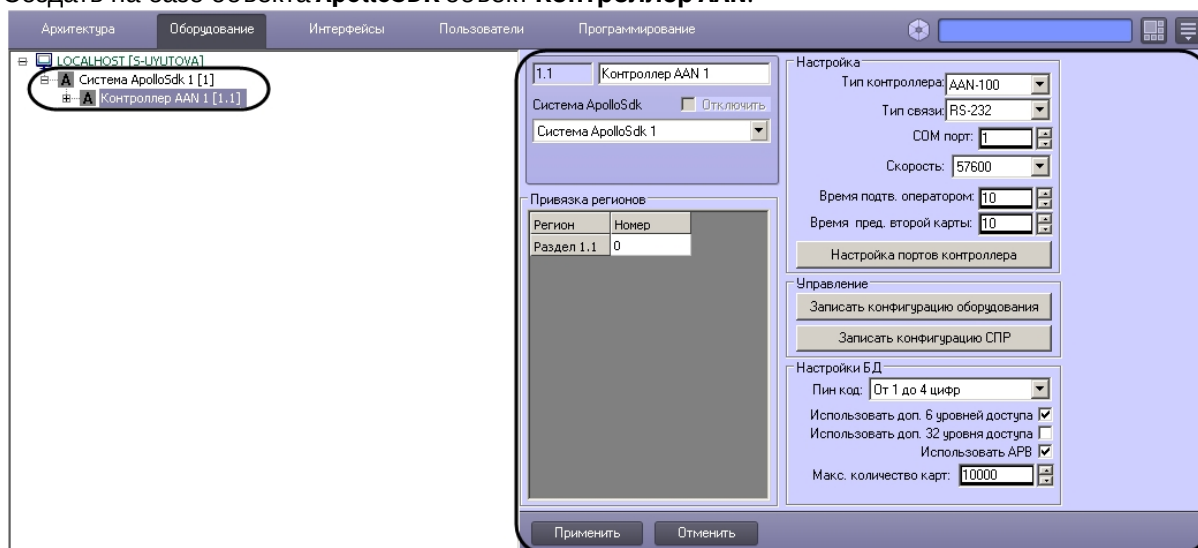 Создать на базе объекта ApolloSDK объект Контроллер AAN.
Архитектура Оборудование Интерфейсы Пользователи Программирование
LOCALHOST [S-UYUTOVA]
Система ApolloSdk 1 [1]
Контроллер AAN 1 [1.1]
1.1 Контроллер AAN 1
Система ApolloSdk Отключить
Система ApolloSdk 1
Привязка регионов
Регион Номер
Раздел 1.1 0
Настройка
Тип контроллера: AAN-100
Тип связи: RS-232
COM порт: 1
Скорость: 57600
Время подтв. оператором: 10
Время пред. второй карты: 10
Настройка портов контроллера
Управление
Записать конфигурацию оборудования
Записать конфигурацию СПР
Настройки БД
Пин код: От 1 до 4 цифр
Использовать доп. 6 уровней доступа
Использовать доп. 32 уровня доступа
Использовать APB
Макс. количество карт: 10000
Применить Отменить